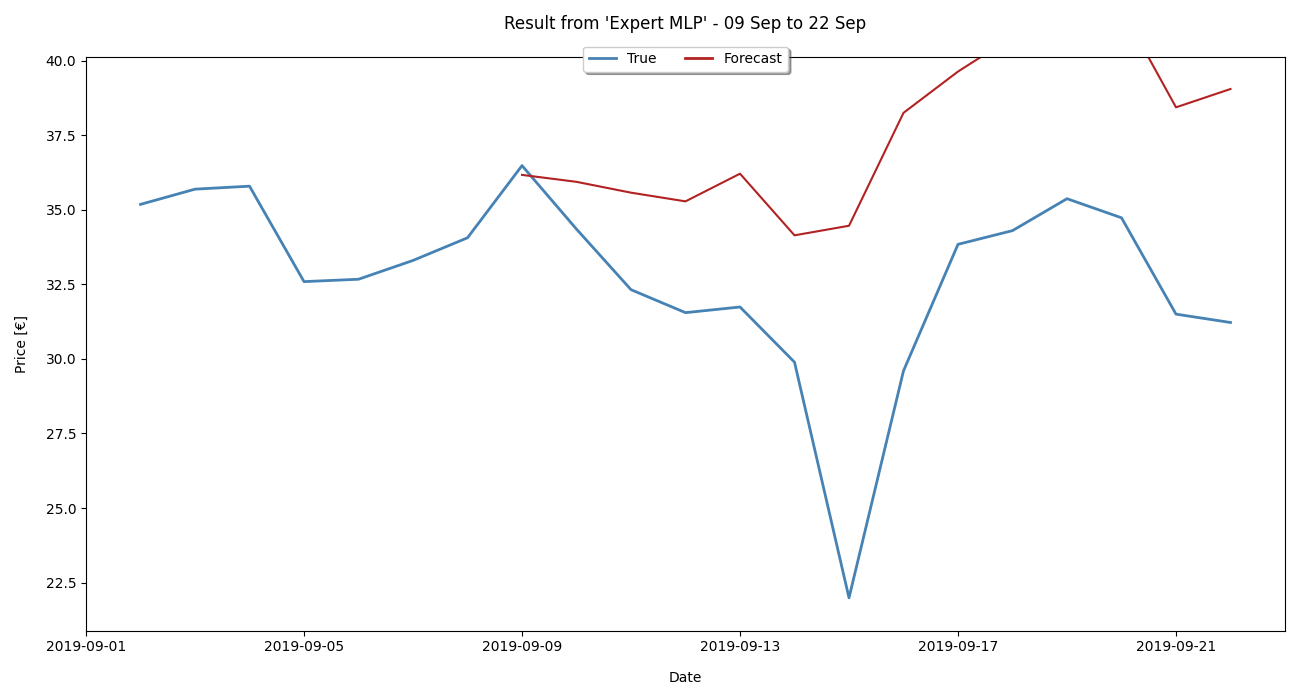 Result from 'Expert MLP' - 09 Sep to 22 Sep
True Forecast
40.0
37.5
35.0
32.5
30.0
27.5
25.0
22.5
Price [€]
2019-09-01 2019-09-05 2019-09-09 2019-09-13 2019-09-17 2019-09-21
Date